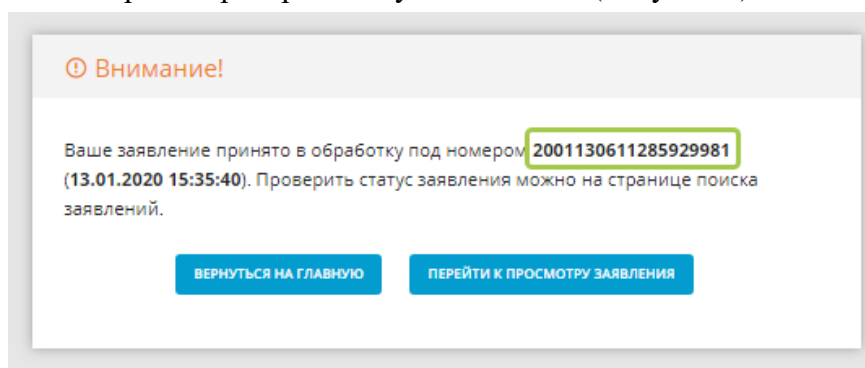 Внимание!
Ваше заявление принято в обработку под номером 2001130611285929981
(13.01.2020 15:35:40). Проверить статус заявления можно на странице поиска
заявлений.
ВЕРНУТЬСЯ НА ГЛАВНУЮ
ПЕРЕЙТИ К ПРОСМОТРУ ЗАЯВЛЕНИЯ